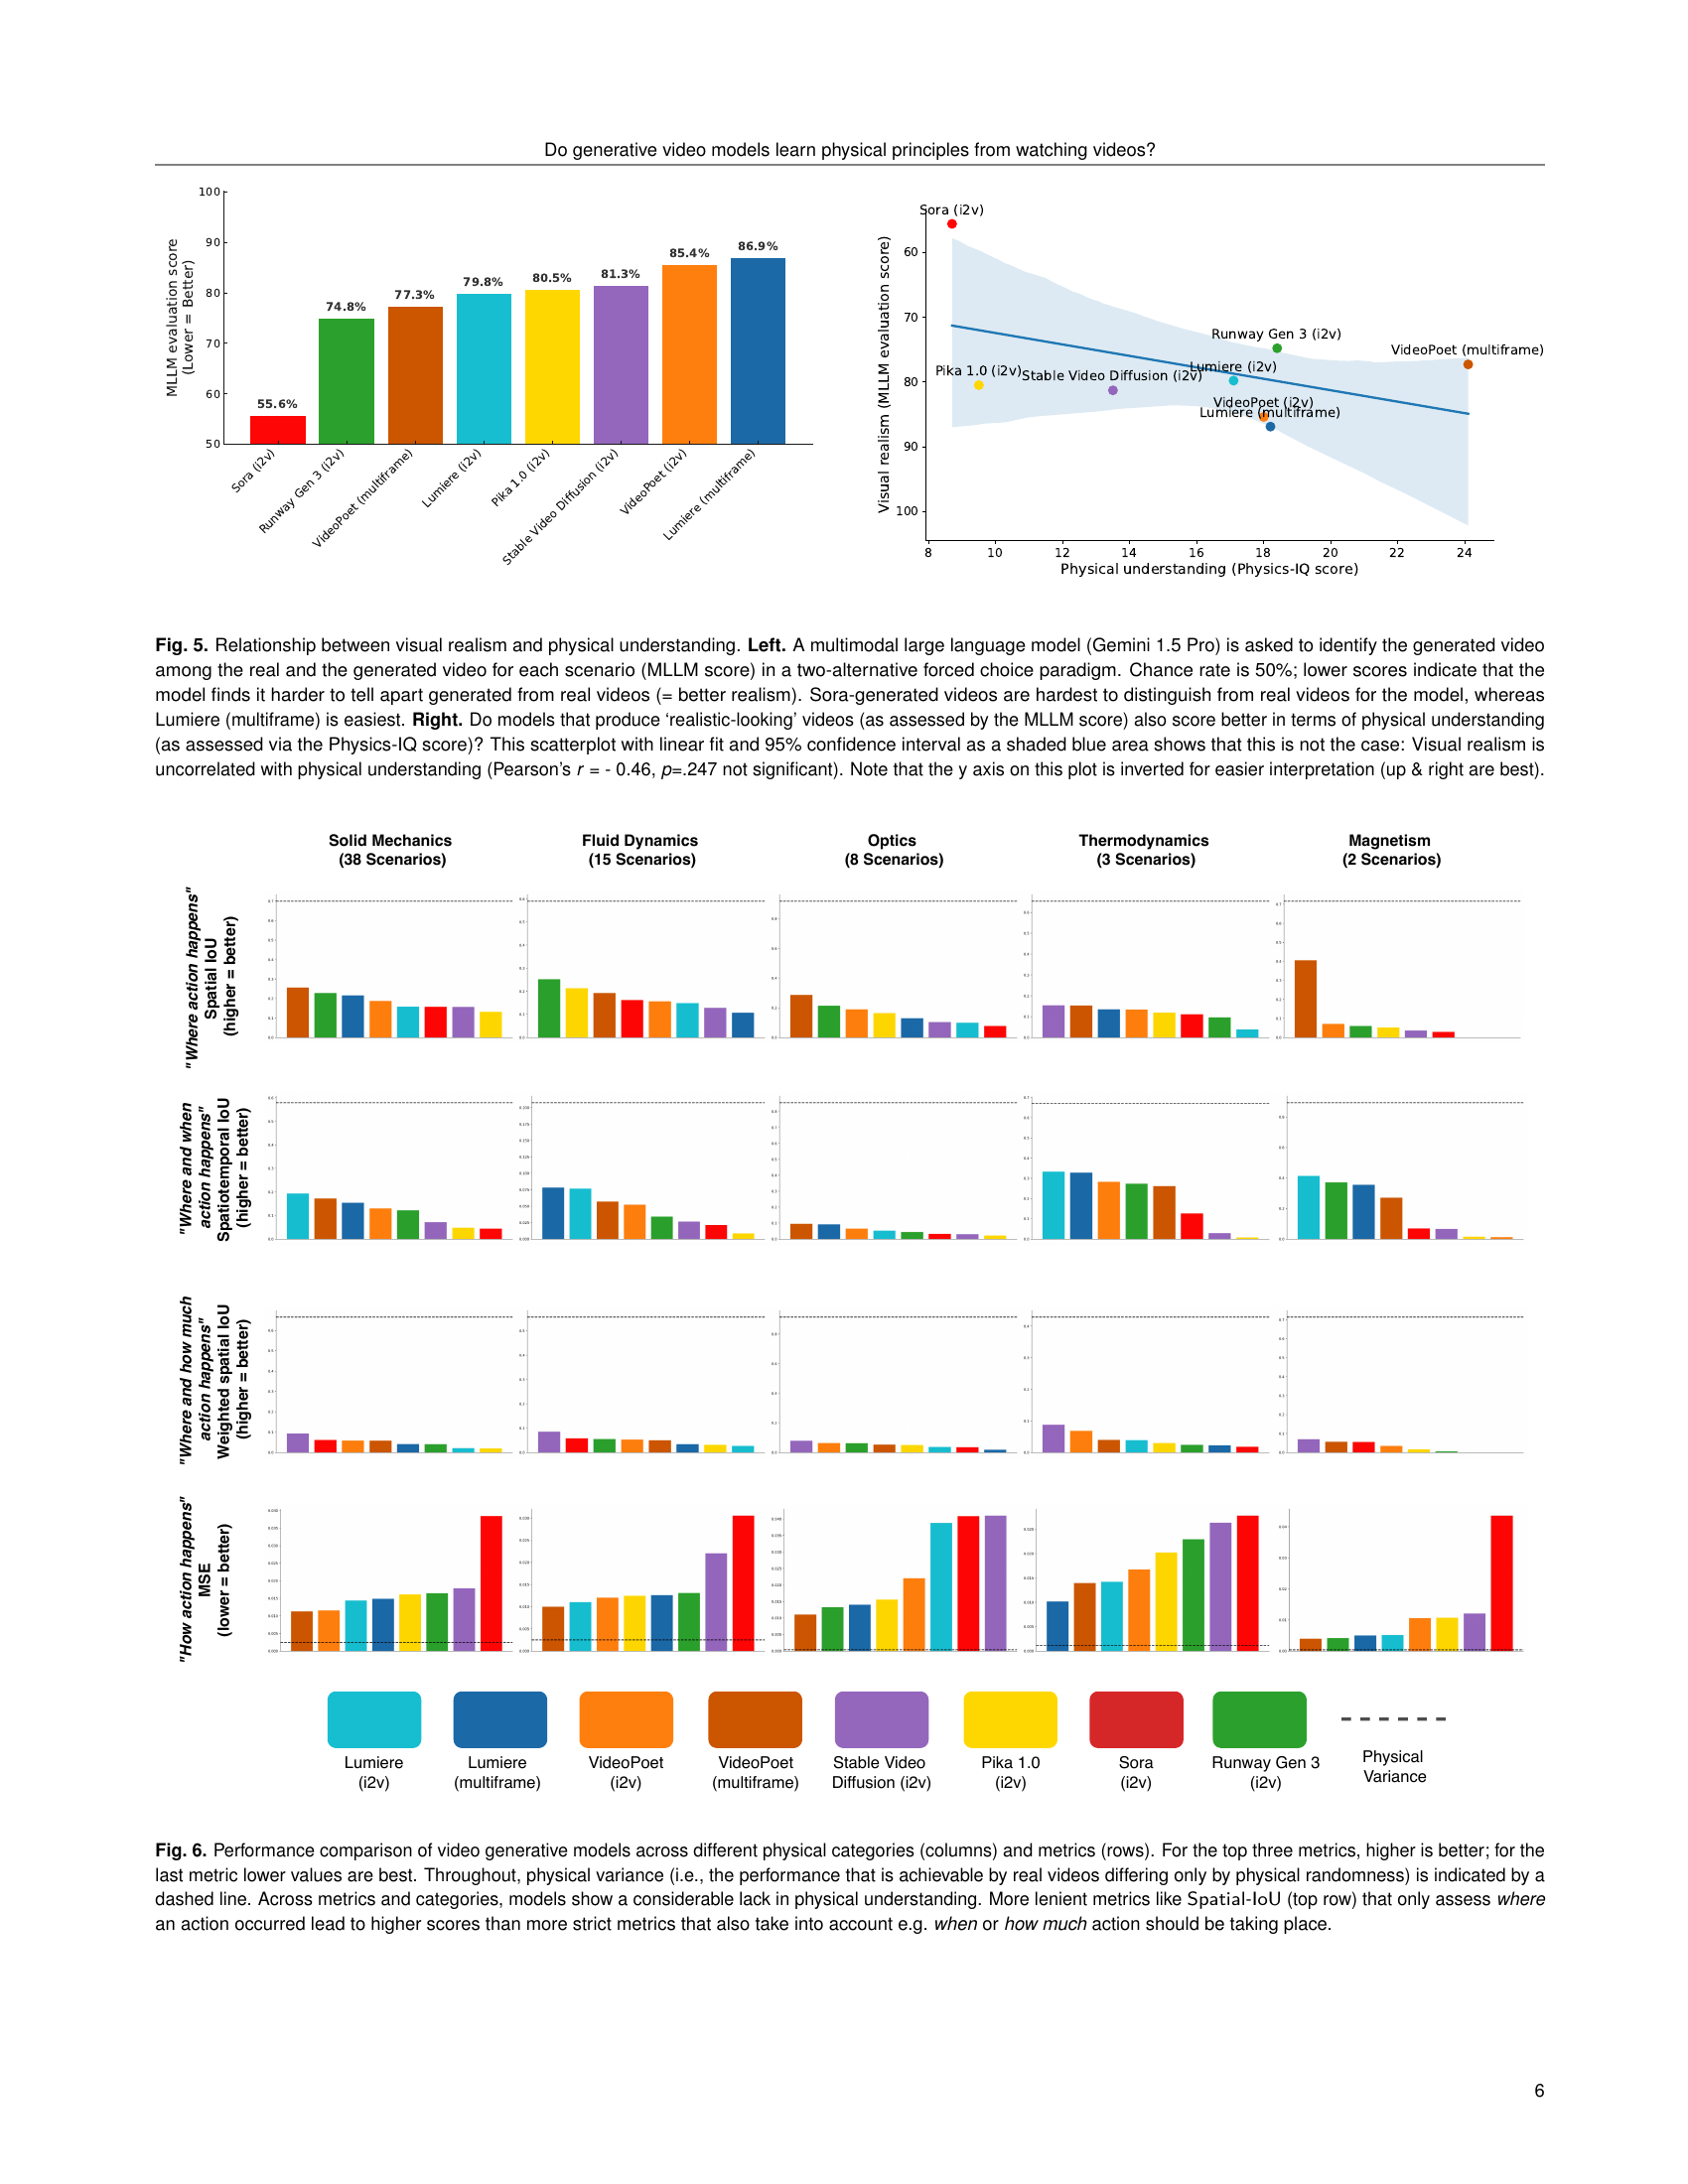 Do generative video models learn physical principles from watching videos?
100
90
80
70
60
50
MLLM evaluation score
(Lower = Better)
55.6%
74.8%
77.3%
79.8%
80.5%
81.3%
85.4%
86.9%
Sora (i2v)
Runway Gen 3 (i2v)
VideoPoet (multiframe)
Lumiere (i2v)
Pika 1.0 (i2v)
Stable Video Diffusion (i2v)
VideoPoet (i2v)
Lumiere (multiframe)
Visual realism (MLLM evaluation score)
60
70
80
90
100
Sora (i2v)
Runway Gen 3 (i2v)
VideoPoet (multiframe)
Lumiere (i2v)
Pika 1.0 (i2v)
Stable Video Diffusion (i2v)
VideoPoet (i2v)
Lumiere (multiframe)
8 10 12 14 16 18 20 22 24
Physical understanding (Physics-IQ score)
Fig. 5. Relationship between visual realism and physical understanding. Left. A multimodal large language model (Gemini 1.5 Pro) is asked to identify the generated video
among the real and the generated video for each scenario (MLLM score) in a two-alternative forced choice paradigm. Chance rate is 50%; lower scores indicate that the
model finds it harder to tell apart generated from real videos (= better realism). Sora-generated videos are hardest to distinguish from real videos for the model, whereas
Lumiere (multiframe) is easiest. Right. Do models that produce ‘realistic-looking’ videos (as assessed by the MLLM score) also score better in terms of physical understanding
(as assessed via the Physics-IQ score)? This scatterplot with linear fit and 95% confidence interval as a shaded blue area shows that this is not the case: Visual realism is
uncorrelated with physical understanding (Pearson’s r = - 0.46, p=.247 not significant). Note that the y axis on this plot is inverted for easier interpretation (up & right are best).
Solid Mechanics
(38 Scenarios)
Fluid Dynamics
(15 Scenarios)
Optics
(8 Scenarios)
Thermodynamics
(3 Scenarios)
Magnetism
(2 Scenarios)
"Where action happens"
Spatial IoU
(higher = better)
"Where and when
action happens"
Spatiotemporal IoU
(higher = better)
"Where and how much
action happens"
Weighted spatial IoU
(higher = better)
"How action happens"
MSE
(lower = better)
Lumiere
(i2v)
Lumiere
(multiframe)
VideoPoet
(i2v)
VideoPoet
(multiframe)
Stable Video
Diffusion (i2v)
Pika 1.0
(i2v)
Sora
(i2v)
Runway Gen 3
(i2v)
Physical
Variance
Fig. 6. Performance comparison of video generative models across different physical categories (columns) and metrics (rows). For the top three metrics, higher is better; for the
last metric lower values are best. Throughout, physical variance (i.e., the performance that is achievable by real videos differing only by physical randomness) is indicated by a
dashed line. Across metrics and categories, models show a considerable lack in physical understanding. More lenient metrics like Spatial-IoU (top row) that only assess where
an action occurred lead to higher scores than more strict metrics that also take into account e.g. when or how much action should be taking place.
6